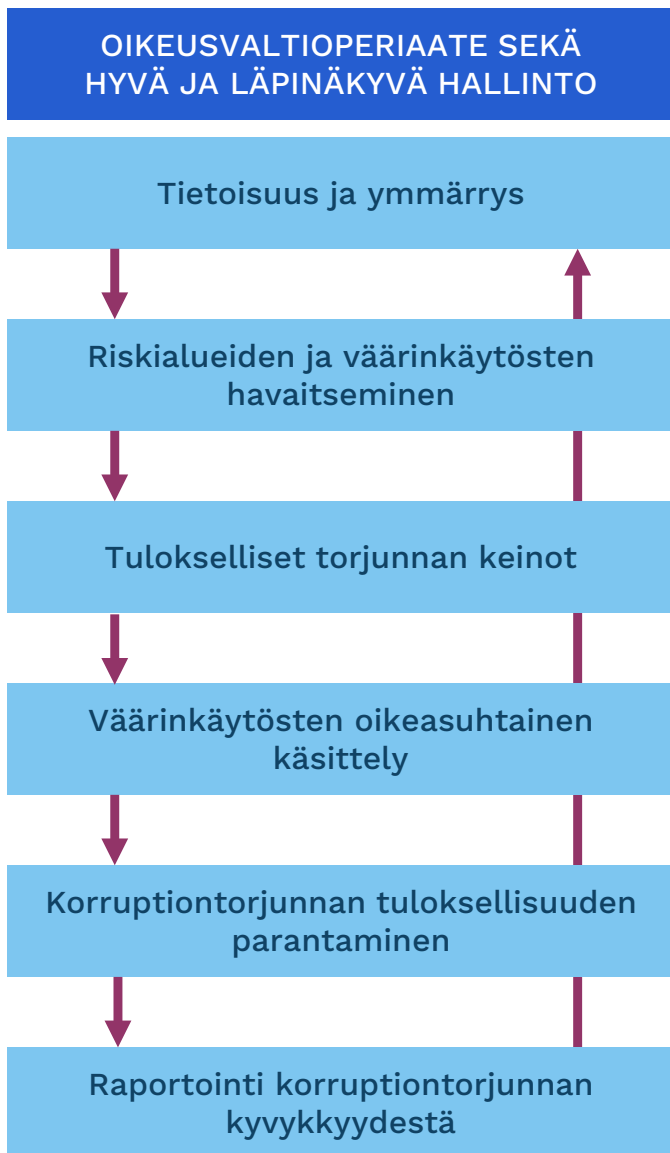 OIKEUSVALTIOPERIAATE SEKÄ
HYVÄ JA LÄPINÄKYVÄ HALLINTO
Tietoisuus ja ymmärrys
Riskialueiden ja väärinkäytösten
havaitseminen
Tulokselliset torjunnan keinot
Väärinkäytösten oikeasuhtainen
käsittely
Korruptiontorjunnan tuloksellisuuden
parantaminen
Raportointi korruptiontorjunnan
kyvykkyydestä